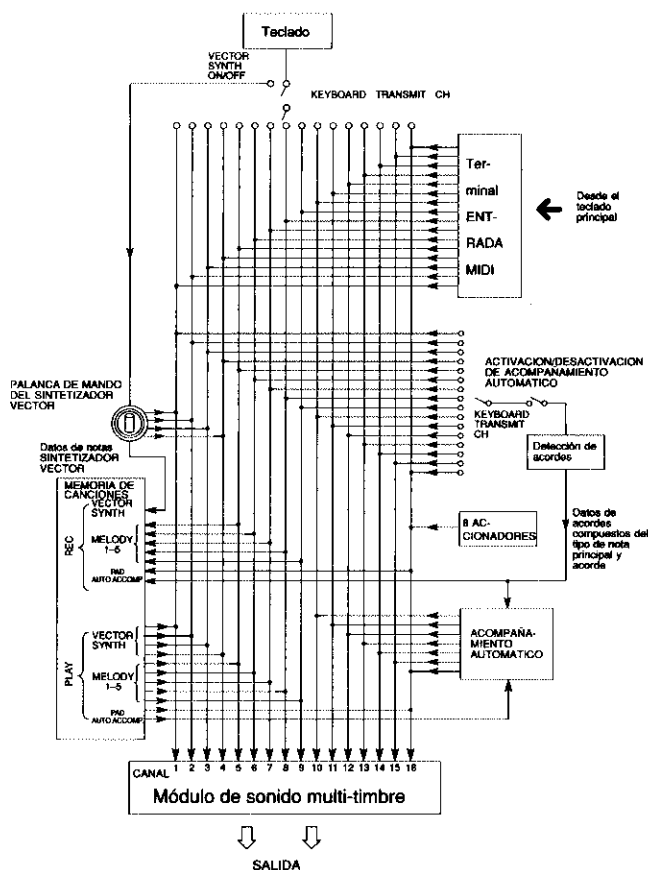 Teclado
VECTOR
SYNTH
ON/OFF
KEYBOARD TRANSMIT CH
Ter-
minal
ENT-
RADA
MIDI
Desde el
teclado
principal
ACTIVACION/DESACTIVACION
DE ACOMPAÑAMIENTO
AUTOMATICO
KEYBOARD
TRANSMIT
CH
Detección de
acordes
PALANCA DE MANDO
DEL SINTETIZADOR
VECTOR
Datos de notas
SINTETIZADOR
VECTOR
MEMORIA DE
CANCIONES
VECTOR
SYNTH
REC
MELODY
1–5
PAD
AUTO ACCOMP
8 AC-
CIONADORES
Datos de
acordes
compuestos del
tipo de nota
principal y
acorde
PLAY
VECTOR
SYNTH
MELODY
1–5
PAD
AUTO ACCOMP
ACOMPAÑA-
MIENTO
AUTOMATICO
CANAL 1 2 3 4 5 6 7 8 9 10 11 12 13 14 15 16
Módulo de sonido multi-timbre
SALIDA